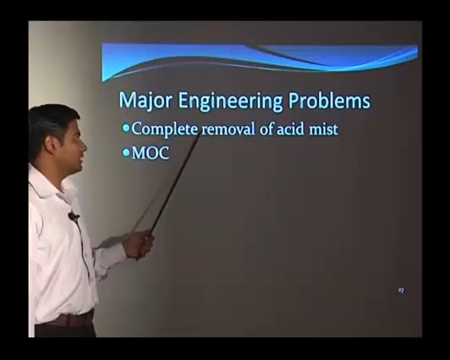 Major Engineering Problems
• Complete removal of acid mist
• MOC